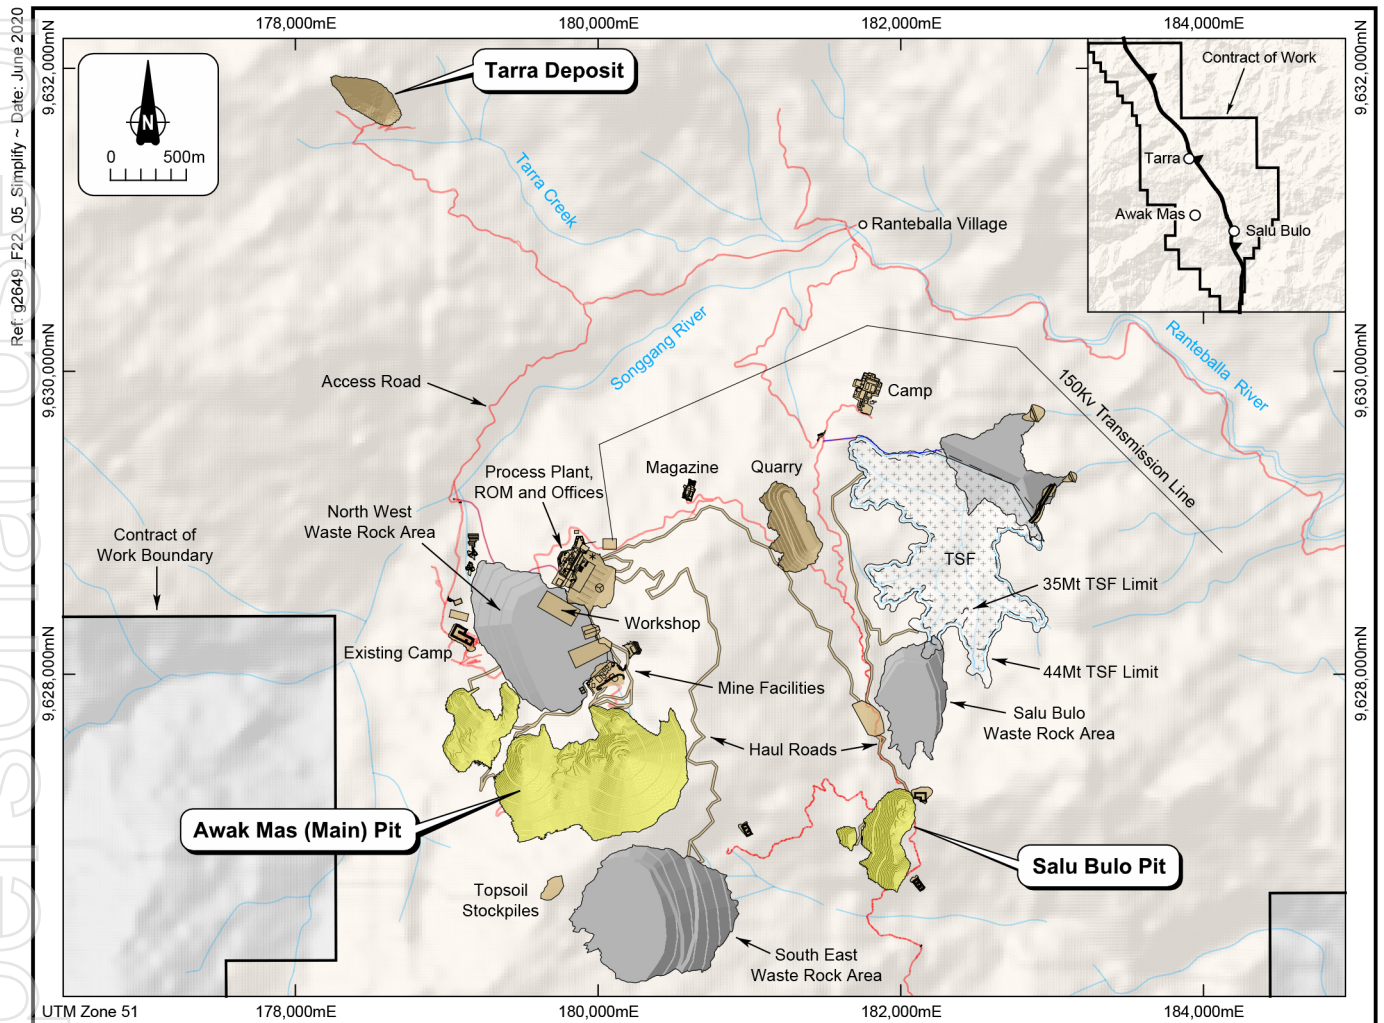 178,000mE
180,000mE
182,000mE
184,000mE
Ref: g2649_F22_05_Simplify ~ Date: June 2020
9,632,000mN
9,632,000mN
Tarra Deposit
Contract of Work
N
0 500m
Tarra
Awak Mas
Salu Bulo
Tarra Creek
Ranteballa Village
Songgang River
Ranteballa River
9,630,000mN
9,630,000mN
Access Road
Camp
150Kv Transmission Line
Process Plant,
ROM and Offices
Magazine
Quarry
North West
Waste Rock Area
Contract of
Work Boundary
TSF
35Mt TSF Limit
Workshop
Existing Camp
44Mt TSF Limit
Mine Facilities
9,628,000mN
9,628,000mN
Salu Bulo
Waste Rock Area
Haul Roads
Awak Mas (Main) Pit
Salu Bulo Pit
Topsoil
Stockpiles
South East
Waste Rock Area
UTM Zone 51
178,000mE
180,000mE
182,000mE
184,000mE